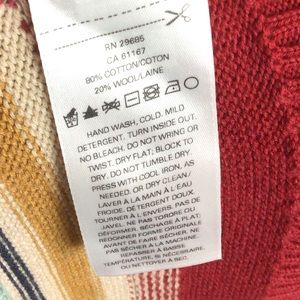 RN 29685
CA 61167
80% COTTON/COTON
20% WOOL/LAINE
HAND WASH, COLD. MILD
DETERGENT. TURN INSIDE OUT.
NO BLEACH. DO NOT WRING OR
TWIST. DRY FLAT; BLOCK TO
DRY. DO NOT TUMBLE DRY.
PRESS WITH COOL IRON, AS
NEEDED. OR DRY CLEAN./
LAVER À LA MAIN À L'EAU
FROIDE. DÉTERGENT DOUX.
TOURNER À L'ENVERS. PAS DE
JAVEL. NE PAS TORDRE OU
DÉFORMER. SÉCHAGE À PLAT;
REDONNER FORME ORIGINALE
AVANT DE FAIRE SÉCHER. NE
PAS SÉCHER À LA MACHINE.
REPASSER À BASSE
TEMPÉRATURE, SI NÉCESSAIRE.
OU NETTOYER À SEC.